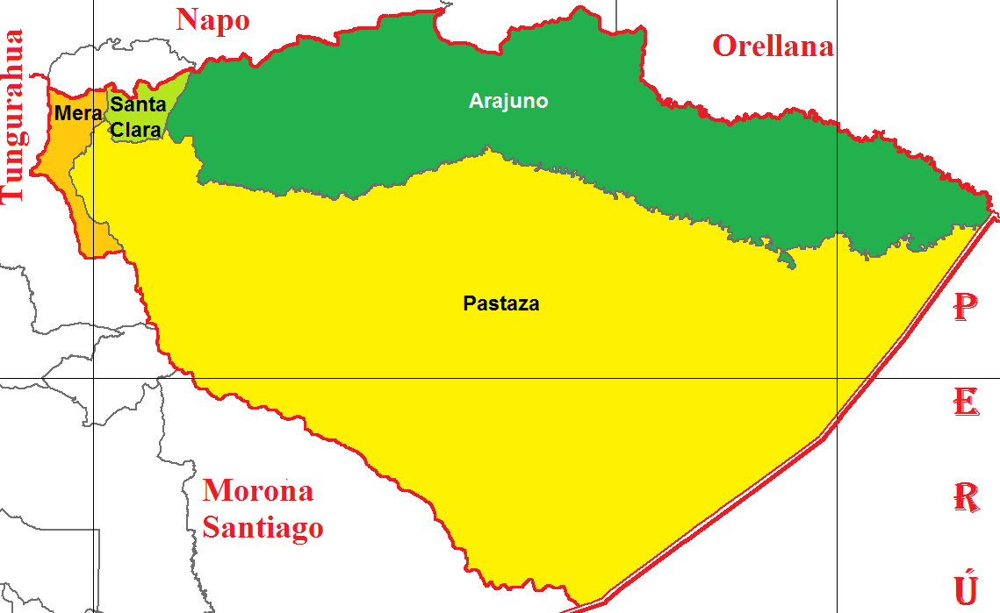 Napo
Orellana
Tungurahua
Mera
Santa
Clara
Arajuno
Pastaza
Morona
Santiago
P
E
R
Ú